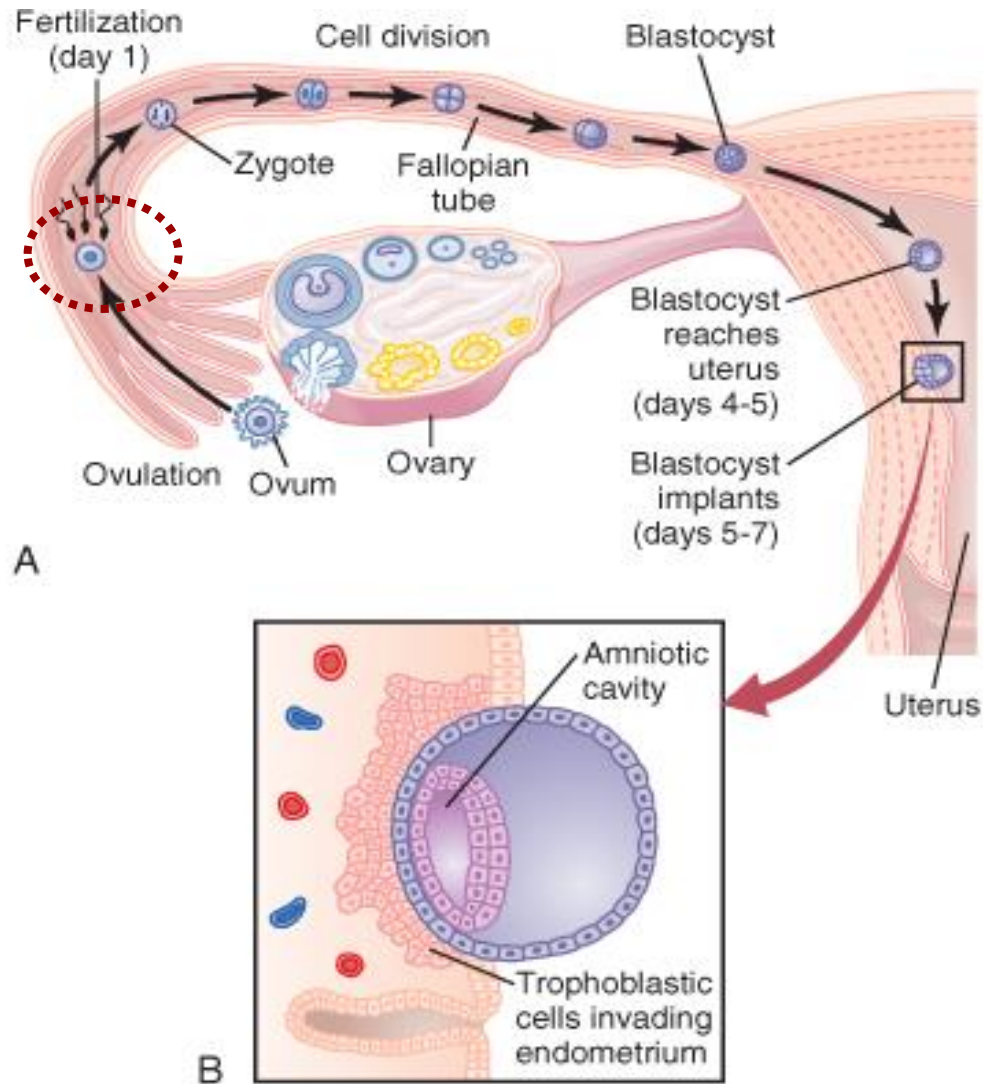 Fertilization
(day 1)
Cell division
Blastocyst
Zygote
Fallopian
tube
Blastocyst
reaches
uterus
(days 4-5)
Ovulation
Ovum
Ovary
Blastocyst
implants
(days 5-7)
A
Uterus
Amniotic
cavity
Trophoblastic
cells invading
endometrium
B